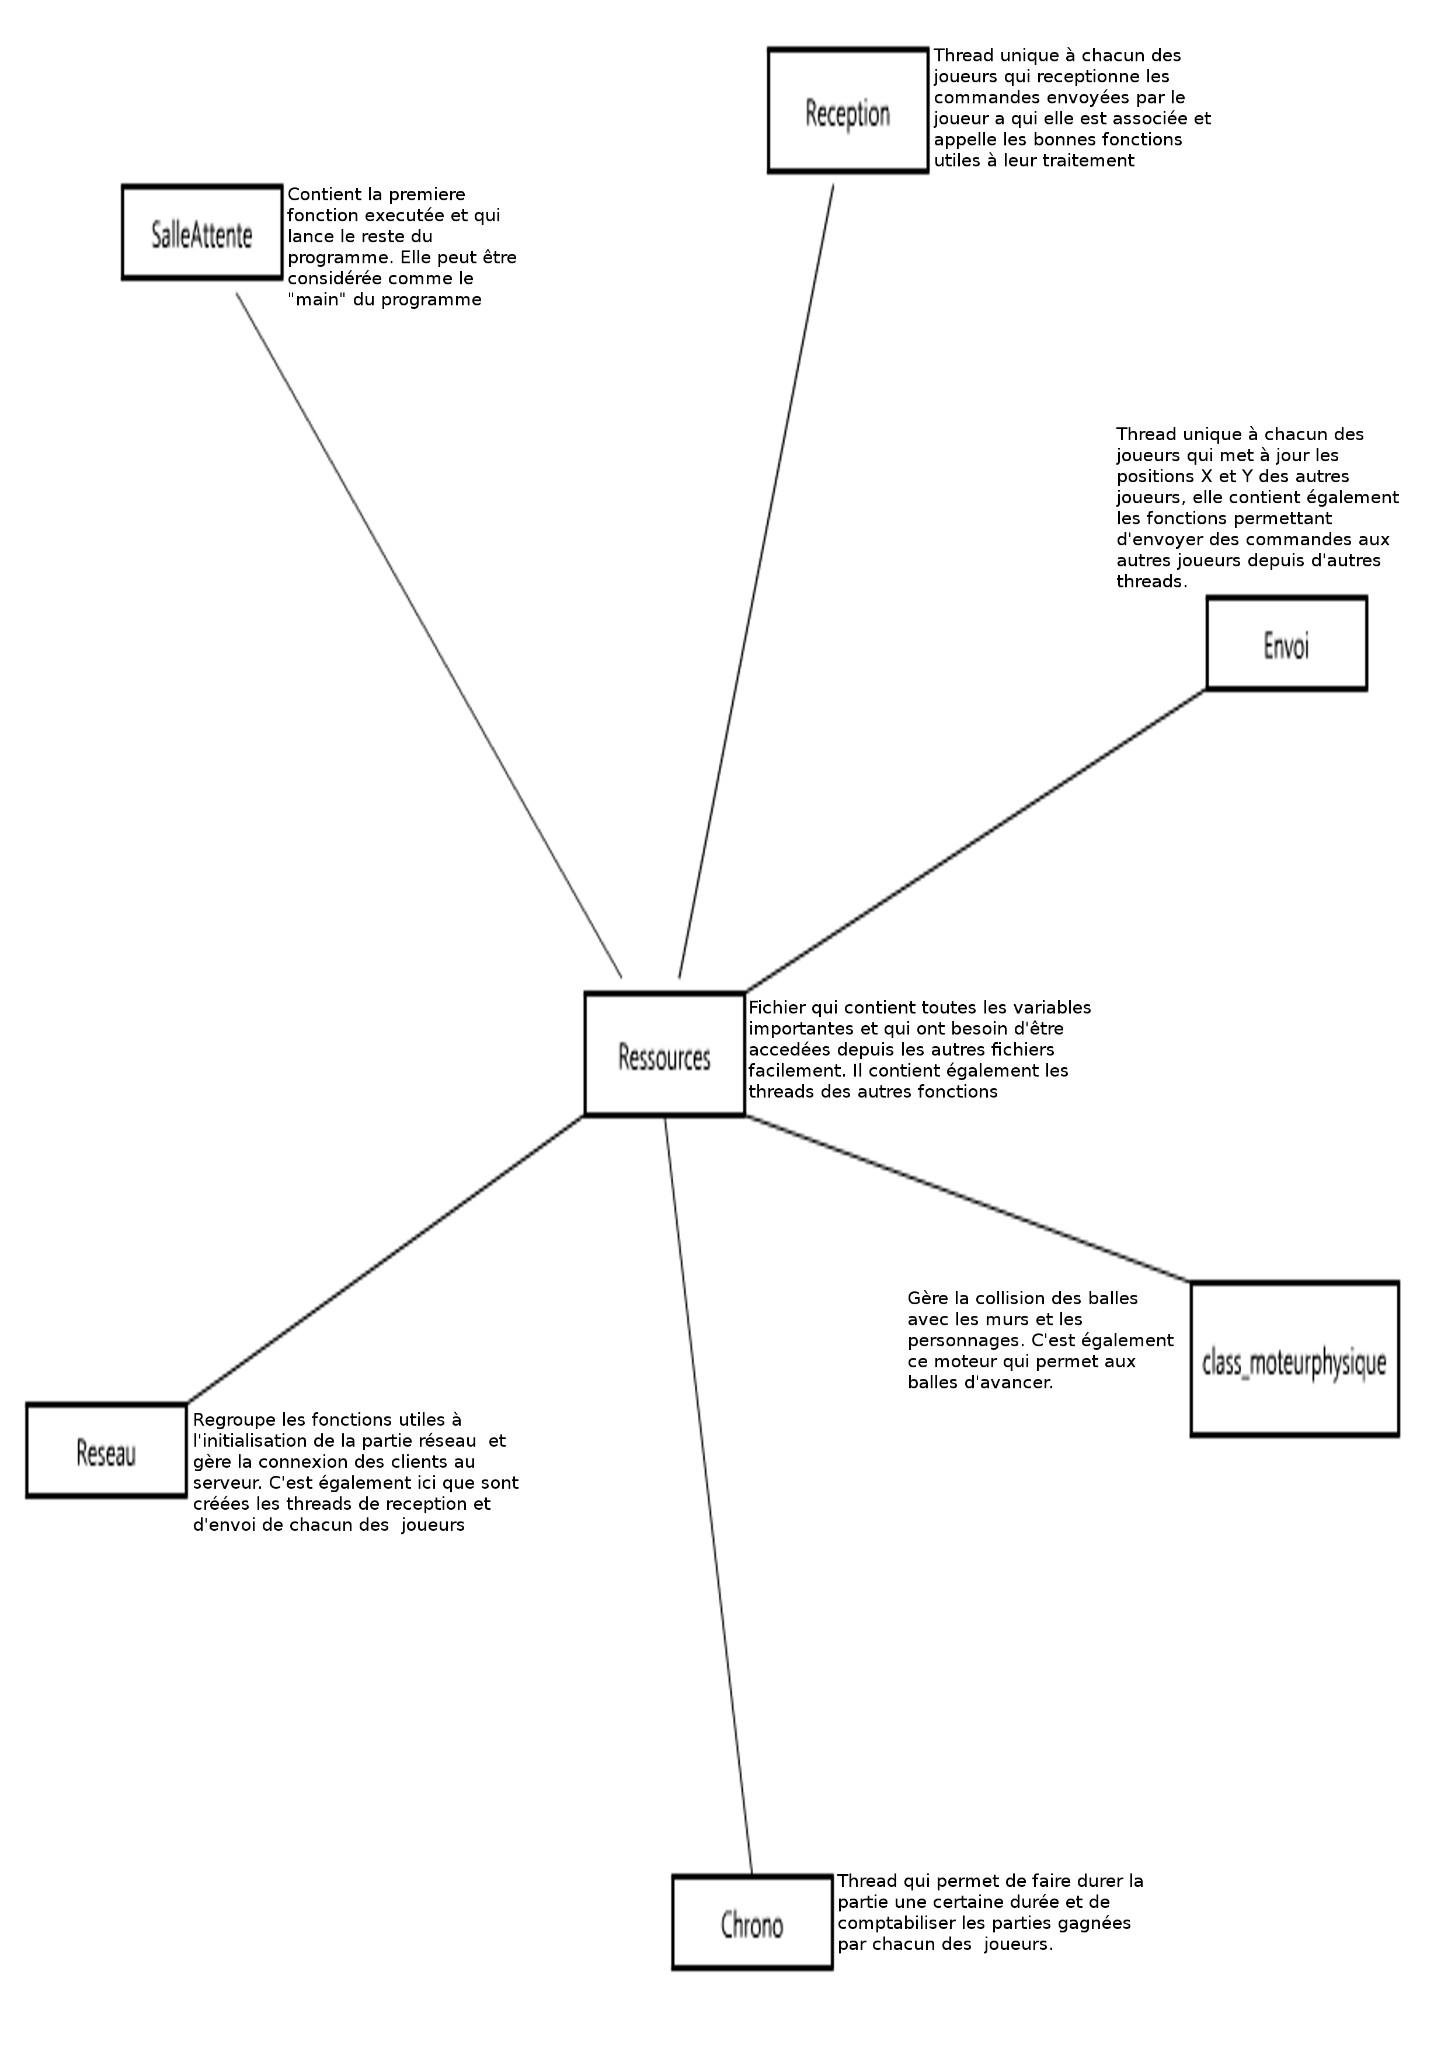 Reception
Thread unique à chacun des
joueurs qui receptionne les
commandes envoyées par le
joueur a qui elle est associée et
appelle les bonnes fonctions
utiles à leur traitement
SalleAttente
Contient la premiere
fonction executée et qui
lance le reste du
programme. Elle peut être
considérée comme le
"main" du programme
Thread unique à chacun des
joueurs qui met à jour les
positions X et Y des autres
joueurs, elle contient également
les fonctions permettant
d'envoyer des commandes aux
autres joueurs depuis d'autres
threads.
Envoi
Ressources
Fichier qui contient toutes les variables
importantes et qui ont besoin d'être
accedées depuis les autres fichiers
facilement. Il contient également les
threads des autres fonctions
Gère la collision des balles
avec les murs et les
personnages. C'est également
ce moteur qui permet aux
balles d'avancer.
class_moteurphysique
Reseau
Regroupe les fonctions utiles à
l'initialisation de la partie réseau  et
gère la connexion des clients au
serveur. C'est également ici que sont
créées les threads de reception et
d'envoi de chacun des  joueurs
Chrono
Thread qui permet de faire durer la
partie une certaine durée et de
comptabiliser les parties gagnées
par chacun des  joueurs.